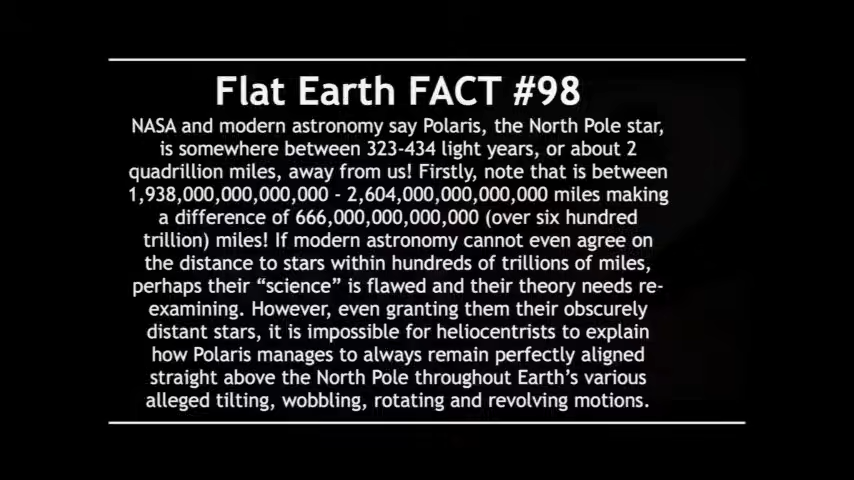 Flat Earth FACT #98
NASA and modern astronomy say Polaris, the North Pole star,
is somewhere between 323-434 light years, or about 2
quadrillion miles, away from us! Firstly, note that is between
1,938,000,000,000,000 - 2,604,000,000,000,000 miles making
a difference of 666,000,000,000,000 (over six hundred
trillion) miles! If modern astronomy cannot even agree on
the distance to stars within hundreds of trillions of miles,
perhaps their “science” is flawed and their theory needs re-
examining. However, even granting them their obscurely
distant stars, it is impossible for heliocentrists to explain
how Polaris manages to always remain perfectly aligned
straight above the North Pole throughout Earth’s various
alleged tilting, wobbling, rotating and revolving motions.